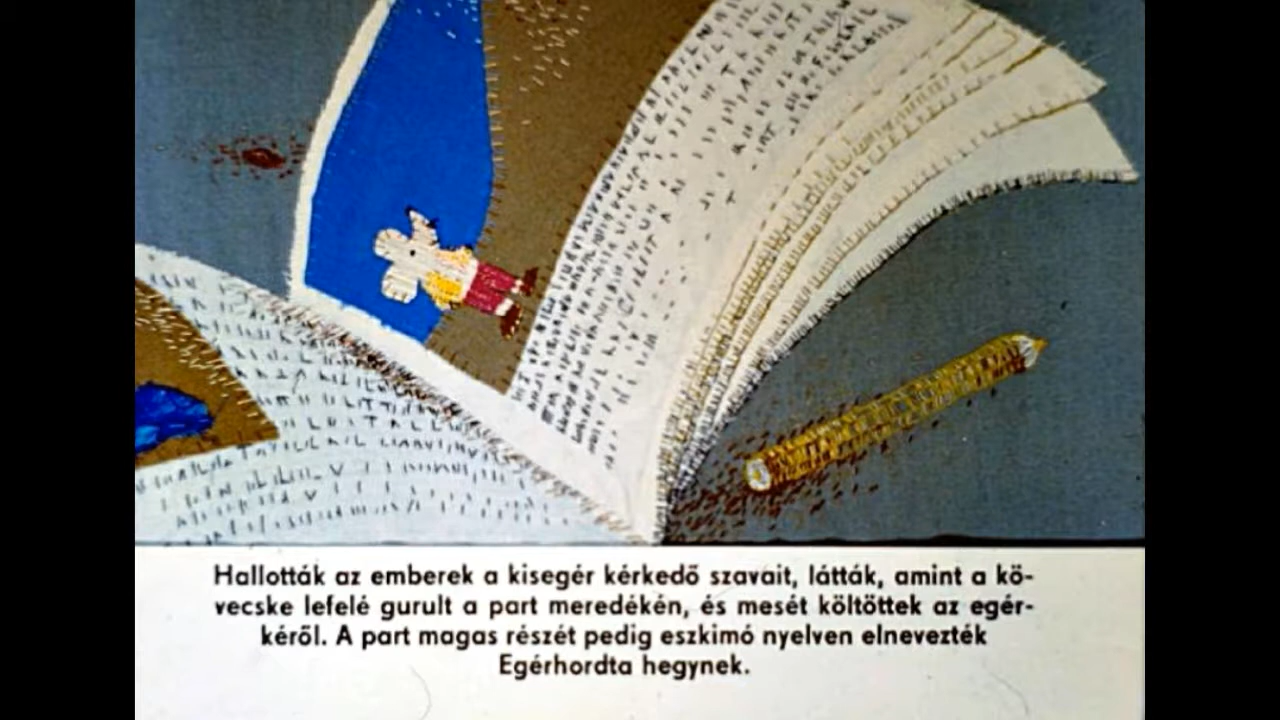 Hallották az emberek a kisegér kérkedő szavait, látták, amint a kö-
vecske lefelé gurult a part meredékén, és mesét költöttek az egér-
kéről. A part magas részét pedig eszkimó nyelven elnevezték
Egérhordta hegynek.